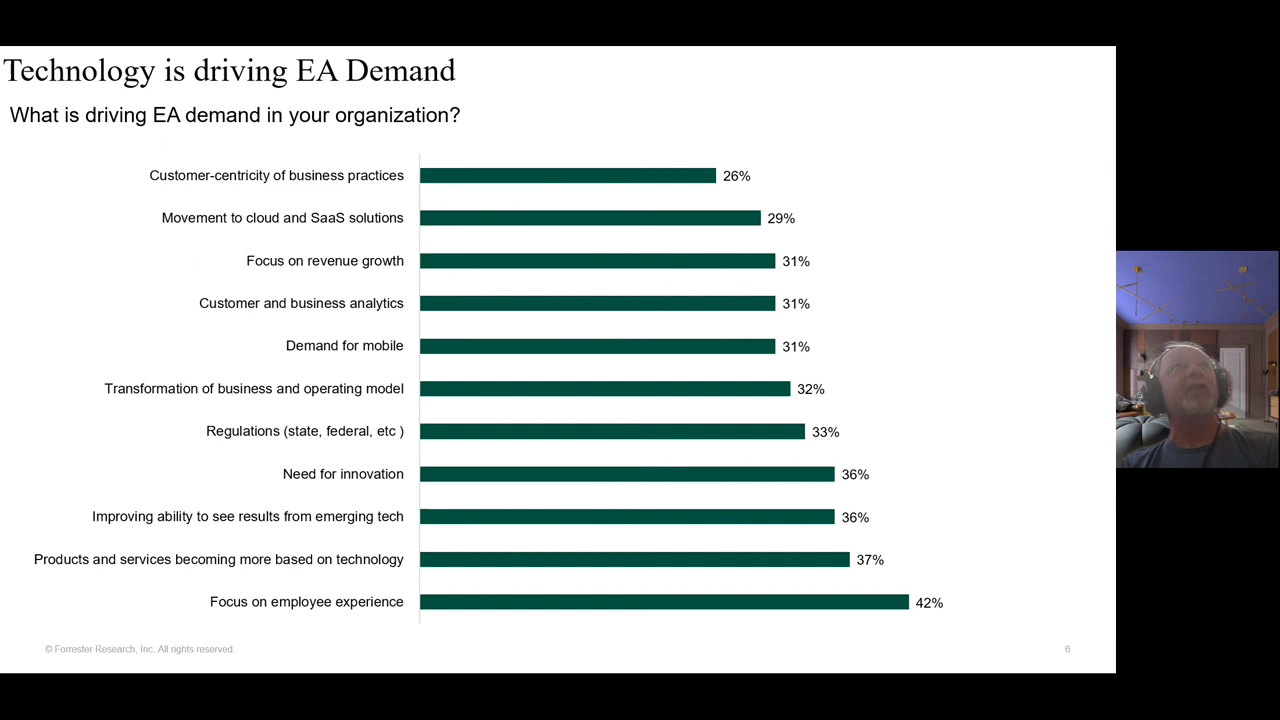 Technology is driving EA Demand
What is driving EA demand in your organization?
Customer-centricity of business practices 26%
Movement to cloud and SaaS solutions 29%
Focus on revenue growth 31%
Customer and business analytics 31%
Demand for mobile 31%
Transformation of business and operating model 32%
Regulations (state, federal, etc ) 33%
Need for innovation 36%
Improving ability to see results from emerging tech 36%
Products and services becoming more based on technology 37%
Focus on employee experience 42%
© Forrester Research, Inc. All rights reserved. 6